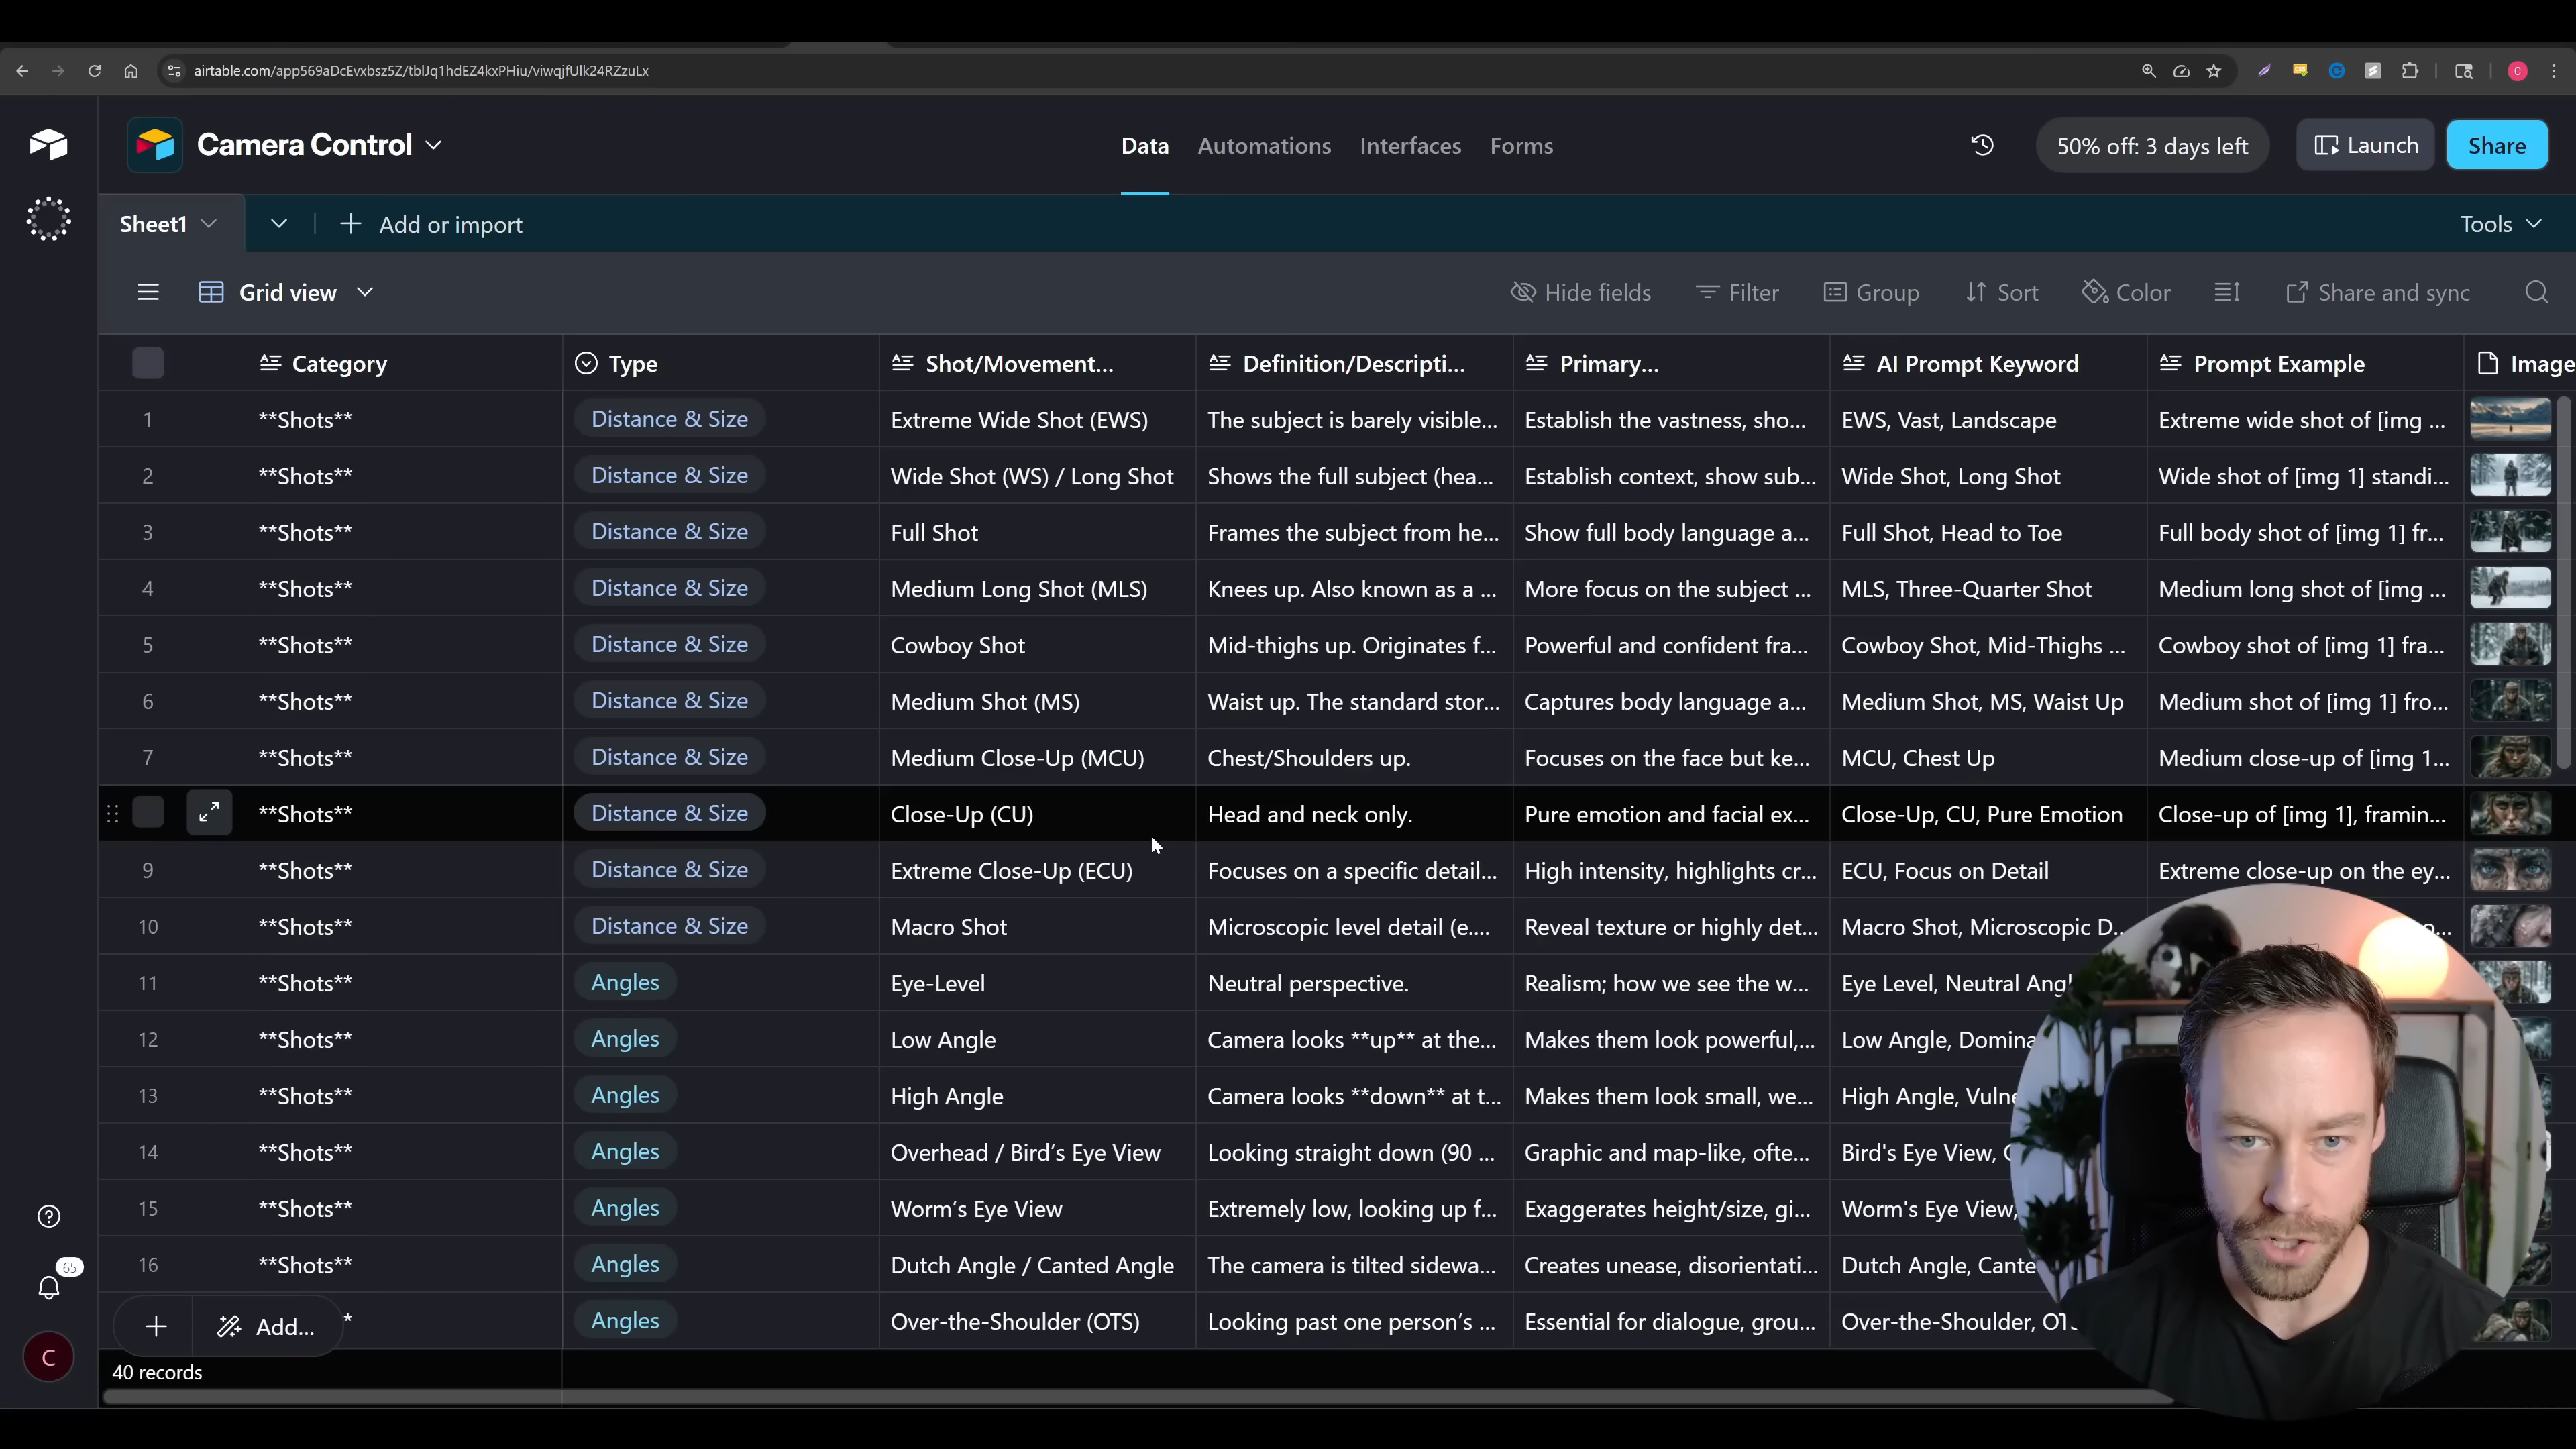 airtable.com/app569aDcEvxbsz5Z/tblJq1hdEZ4kxPHiu/viwqjfUlk24RZzuLx
C
Camera Control
Data Automations Interfaces Forms
50% off: 3 days left
Launch
Share
Sheet1
Add or import
Tools
Grid view
Hide fields
Filter
Group
Sort
Color
Share and sync
Category Type Shot/Movement... Definition/Descripti... Primary... AI Prompt Keyword Prompt Example Image
1 **Shots** Distance & Size Extreme Wide Shot (EWS) The subject is barely visible... Establish the vastness, sho... EWS, Vast, Landscape Extreme wide shot of [img ...
2 **Shots** Distance & Size Wide Shot (WS) / Long Shot Shows the full subject (hea... Establish context, show sub... Wide Shot, Long Shot Wide shot of [img 1] standi...
3 **Shots** Distance & Size Full Shot Frames the subject from he... Show full body language a... Full Shot, Head to Toe Full body shot of [img 1] fr...
4 **Shots** Distance & Size Medium Long Shot (MLS) Knees up. Also known as a ... More focus on the subject ... MLS, Three-Quarter Shot Medium long shot of [img ...
5 **Shots** Distance & Size Cowboy Shot Mid-thighs up. Originates f... Powerful and confident fra... Cowboy Shot, Mid-Thighs ... Cowboy shot of [img 1] fra...
6 **Shots** Distance & Size Medium Shot (MS) Waist up. The standard stor... Captures body language a... Medium Shot, MS, Waist Up Medium shot of [img 1] fro...
7 **Shots** Distance & Size Medium Close-Up (MCU) Chest/Shoulders up. Focuses on the face but ke... MCU, Chest Up Medium close-up of [img 1...
**Shots** Distance & Size Close-Up (CU) Head and neck only. Pure emotion and facial ex... Close-Up, CU, Pure Emotion Close-up of [img 1], framin...
9 **Shots** Distance & Size Extreme Close-Up (ECU) Focuses on a specific detail... High intensity, highlights cr... ECU, Focus on Detail Extreme close-up on the ey...
10 **Shots** Distance & Size Macro Shot Microscopic level detail (e.... Reveal texture or highly det... Macro Shot, Microscopic D...
11 **Shots** Angles Eye-Level Neutral perspective. Realism; how we see the w... Eye Level, Neutral
12 **Shots** Angles Low Angle Camera looks **up** at the... Makes them look powerful,... Low Angle,
13 **Shots** Angles High Angle Camera looks **down** at t... Makes them look small, we... High Angle,
14 **Shots** Angles Overhead / Bird's Eye View Looking straight down (90 ... Graphic and map-like, ofte... Bird's Eye View,
15 **Shots** Angles Worm's Eye View Extremely low, looking up f... Exaggerates height/size, gi... Worm's Eye View,
16 **Shots** Angles Dutch Angle / Canted Angle The camera is tilted sidewa... Creates unease, disorientati... Dutch Angle,
Add... * Angles Over-the-Shoulder (OTS) Looking past one person's ... Essential for dialogue, grou... Over-the-Shoulder,
65
C
40 records